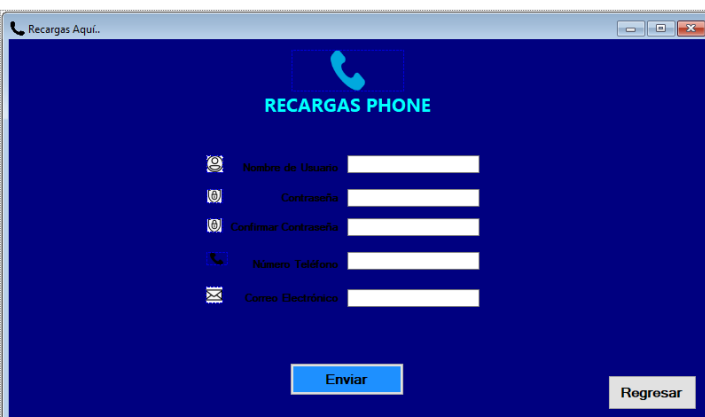 Recargas Aquí..
RECARGAS PHONE
Nombre de Usuario
Contraseña
Confirmar Contraseña
Número Teléfono
Correo Electrónico
Enviar
Regresar